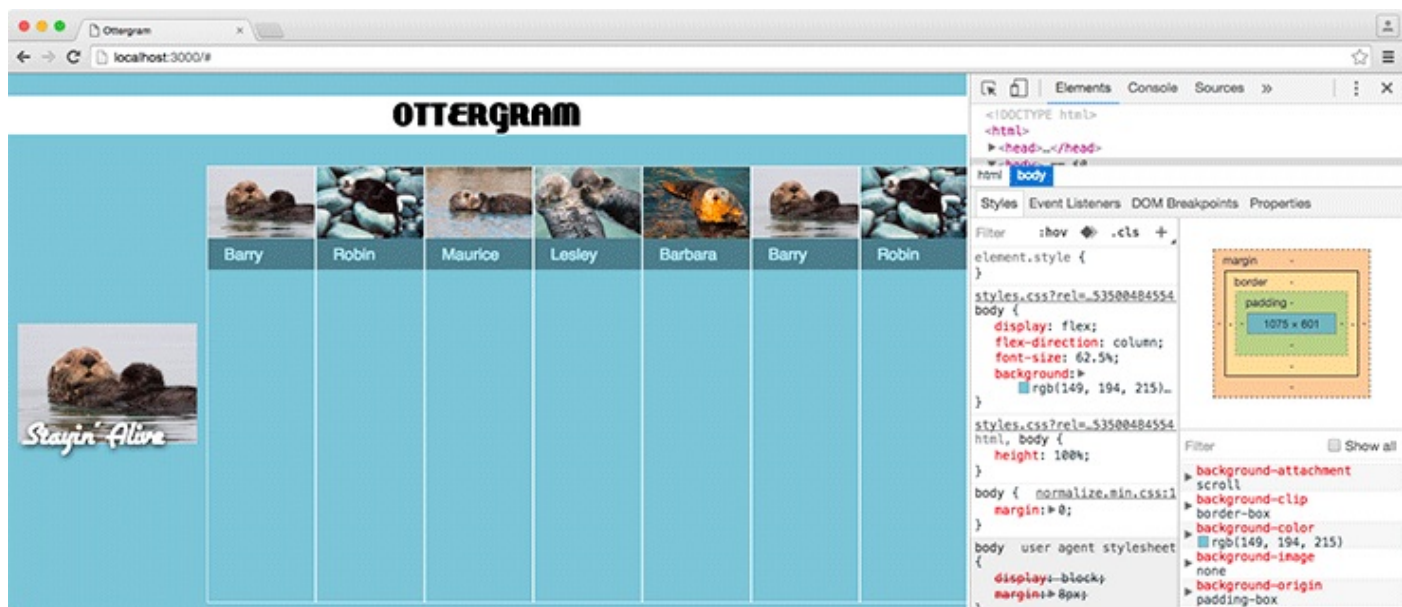 Ottergram
localhost:3000/#
OTTERGRAM
Barry Robin Maurice Lesley Barbara Barry Robin
Stayin' Alive
Elements Console Sources »
<!DOCTYPE html>
<html>
▶<head>…</head>
▼<body> == $0
html body
Styles Event Listeners DOM Breakpoints Properties
Filter :hov .cls +
element.style {
}
styles.css?rel=…53500484554
body {
display: flex;
flex-direction: column;
font-size: 62.5%;
background:▶
rgb(149, 194, 215)…
}
styles.css?rel=…53500484554
html, body {
height: 100%;
}
body { normalize.min.css:1
margin:▶0;
}
body user agent stylesheet
{
display: block;
margin:▶8px;
}
margin -
border -
padding -
- - - 1075 × 601 - - -
-
-
-
Filter Show all
▶background-attachment
scroll
▶background-clip
border-box
▶background-color
rgb(149, 194, 215)
▶background-image
none
▶background-origin
padding-box